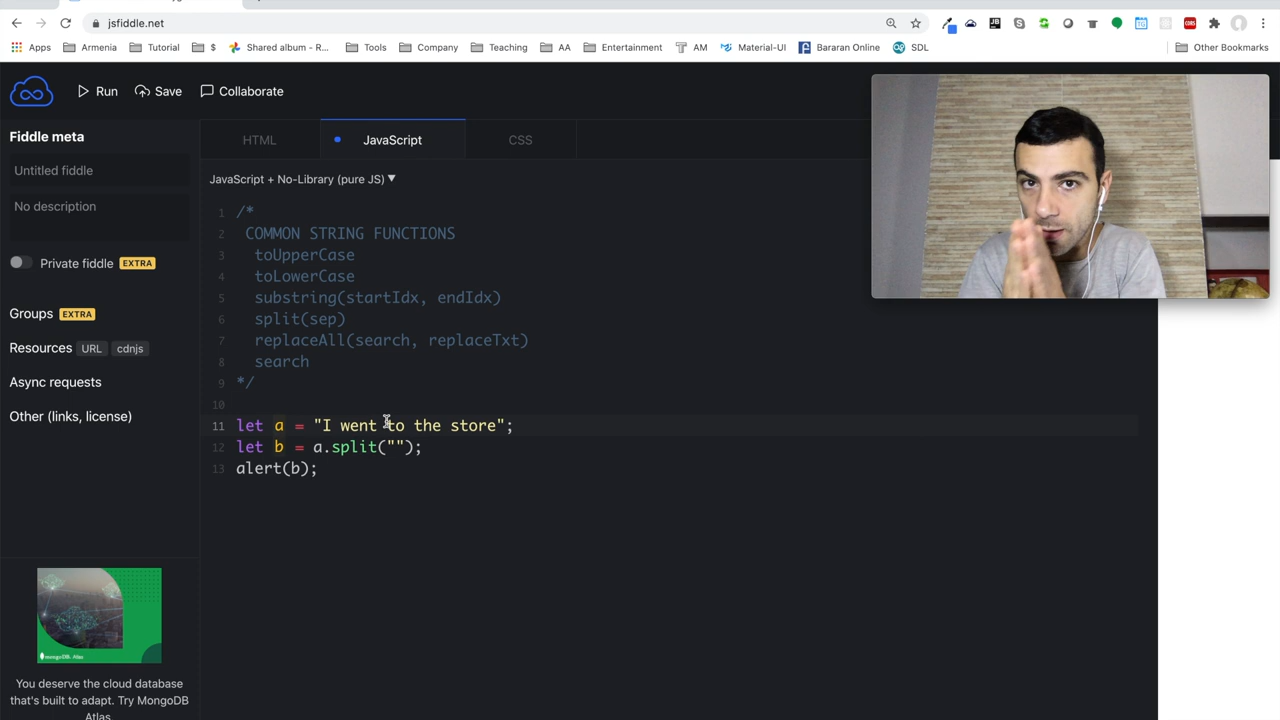 jsfiddle.net
Apps Armenia Tutorial $ Shared album - R... Tools Company Teaching AA Entertainment AM Material-UI Bararan Online SDL Other Bookmarks
Run Save Collaborate
Fiddle meta
Untitled fiddle
No description
Private fiddle EXTRA
Groups EXTRA
Resources URL cdnjs
Async requests
Other (links, license)
mongoDB. Atlas
You deserve the cloud database
that's built to adapt. Try MongoDB
Atlas.
HTML JavaScript CSS
JavaScript + No-Library (pure JS)
1 /*
2 COMMON STRING FUNCTIONS
3 toUpperCase
4 toLowerCase
5 substring(startIdx, endIdx)
6 split(sep)
7 replaceAll(search, replaceTxt)
8 search
9 */
10
11 let a = "I went to the store";
12 let b = a.split("");
13 alert(b);